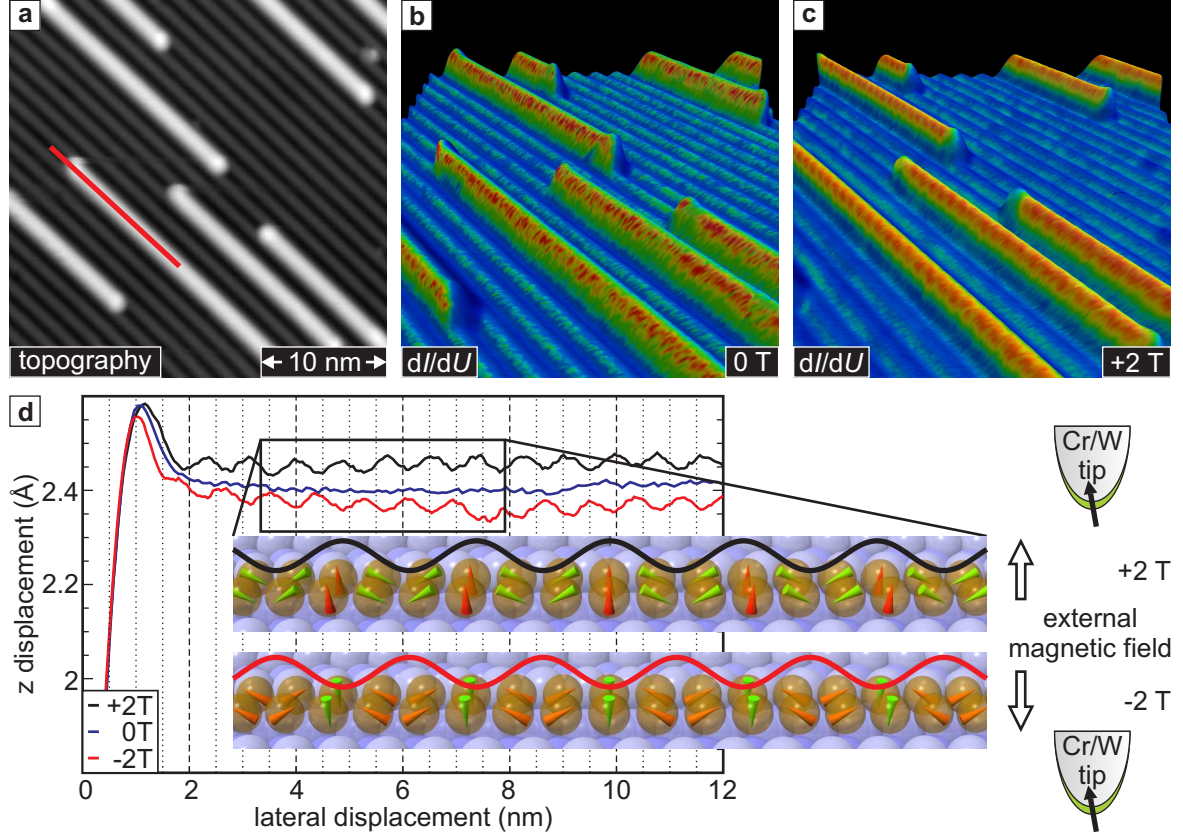 a
topography
10 nm
b
dI/dU
0 T
c
dI/dU
+2 T
d
z displacement (Å)
2.4
2.2
2
+2T
0T
-2T
0
2
4
6
8
10
12
lateral displacement (nm)
Cr/W
tip
+2 T
external
magnetic field
-2 T
Cr/W
tip